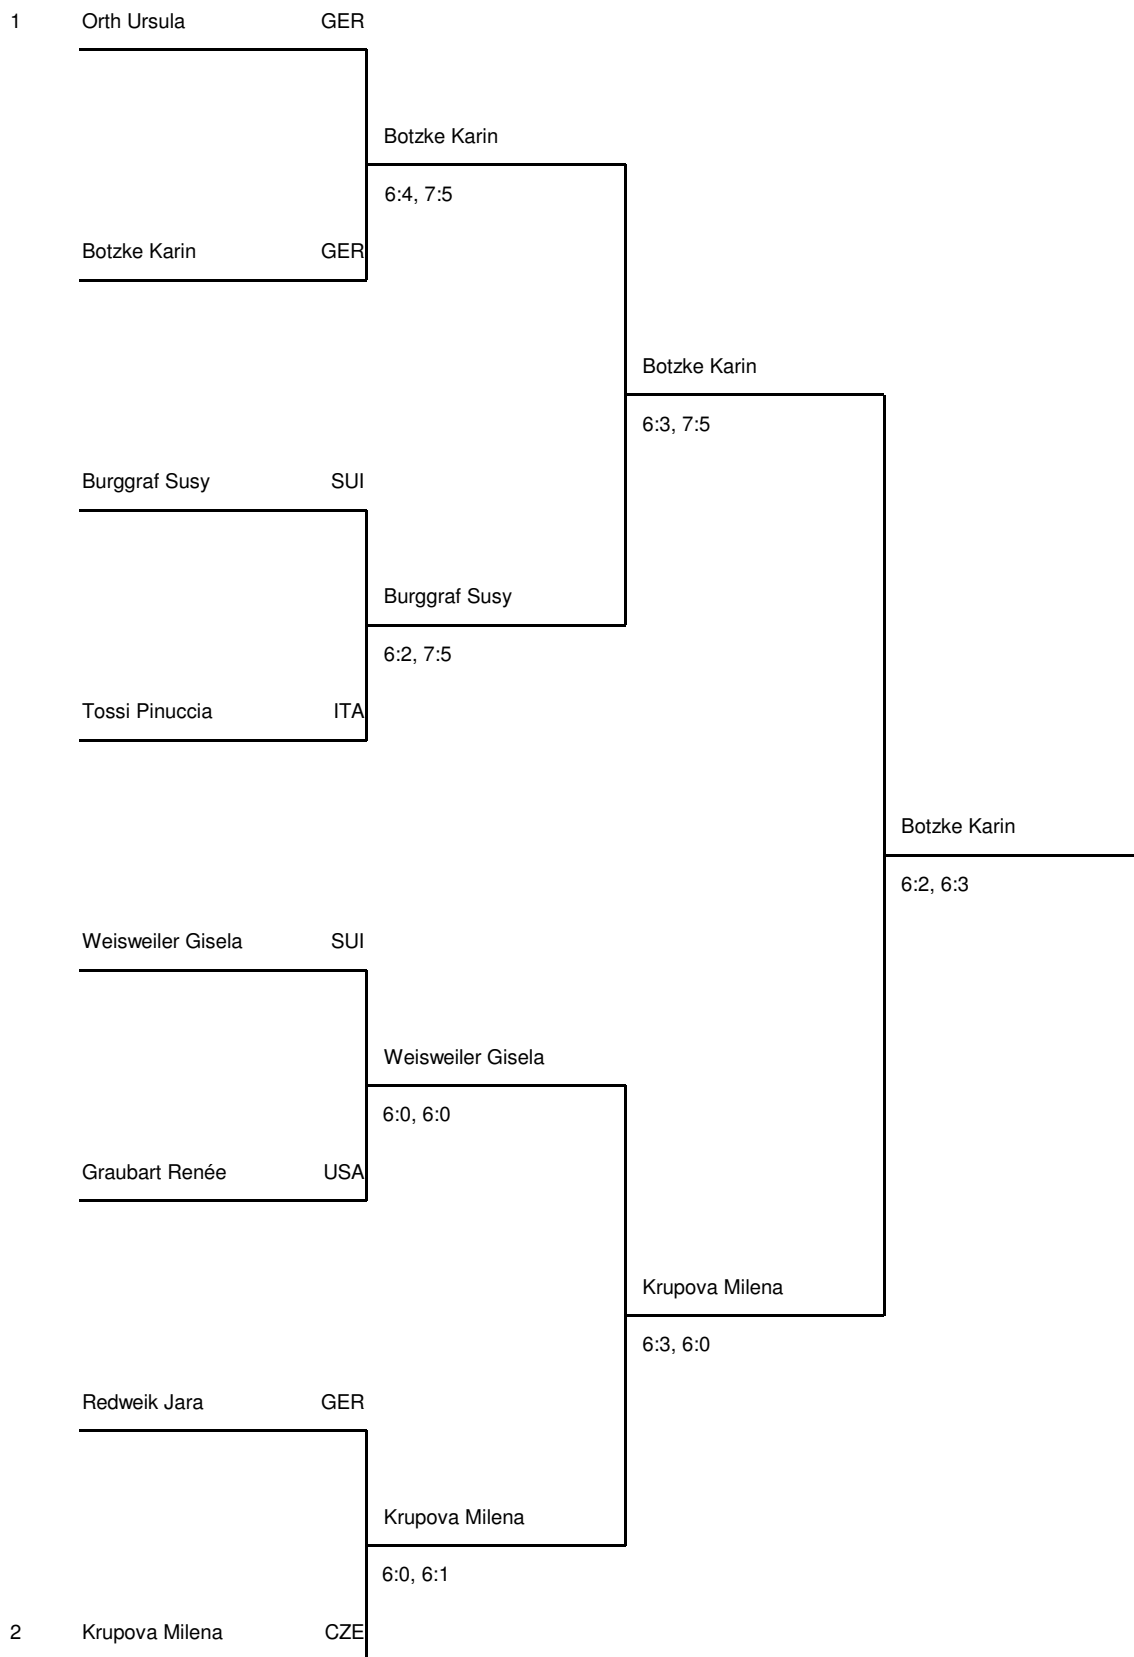 1 Orth Ursula GER
Botzke Karin
6:4, 7:5
Botzke Karin GER
Botzke Karin
6:3, 7:5
Burggraf Susy SUI
Burggraf Susy
6:2, 7:5
Tossi Pinuccia ITA
Botzke Karin
6:2, 6:3
Weisweiler Gisela SUI
Weisweiler Gisela
6:0, 6:0
Graubart Renée USA
Krupova Milena
6:3, 6:0
Redweik Jara GER
Krupova Milena
6:0, 6:1
2 Krupova Milena CZE